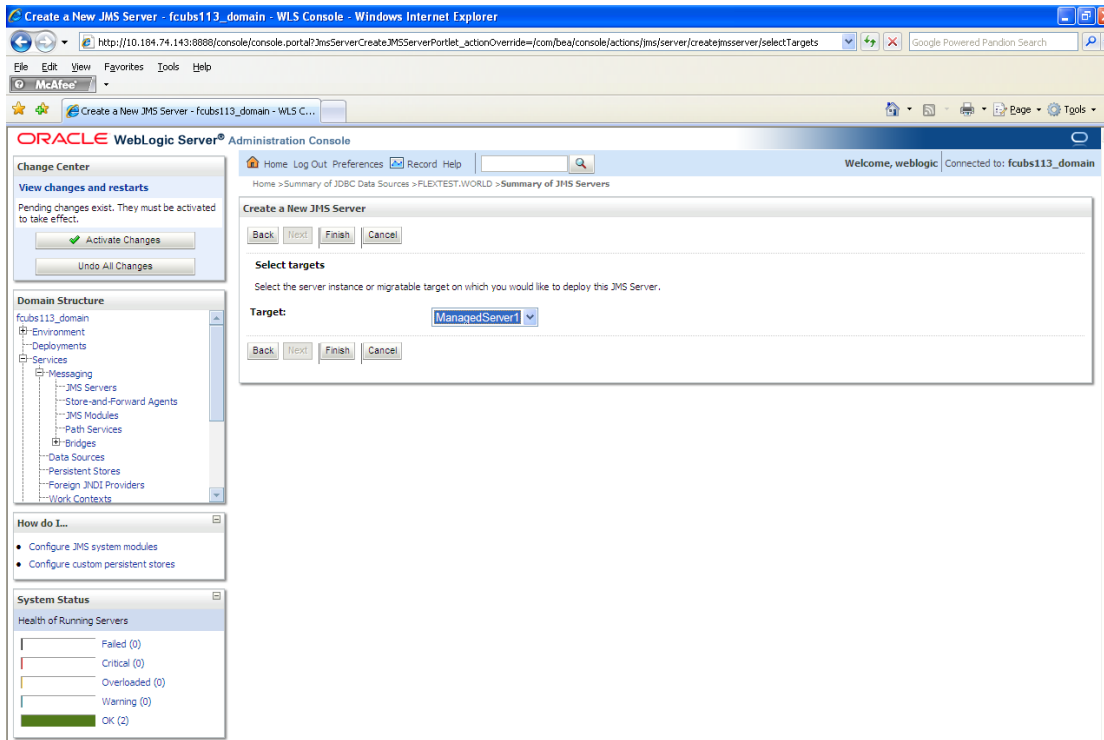 Create a New JMS Server - fcubs113_domain - WLS Console - Windows Internet Explorer
http://10.184.74.143:8888/console/console.portal?JmsServerCreateJMSServerPortlet_actionOverride=/com/bea/console/actions/jms/server/createjmsserver/selectTargets
Google Powered Pandion Search
File Edit View Favorites Tools Help
McAfee
Create a New JMS Server - fcubs113_domain - WLS C...
Page Tools
ORACLE WebLogic Server® Administration Console
Change Center
View changes and restarts
Pending changes exist. They must be activated
to take effect.
Activate Changes
Undo All Changes
Domain Structure
fcubs113_domain
Environment
Deployments
Services
Messaging
JMS Servers
Store-and-Forward Agents
JMS Modules
Path Services
Bridges
Data Sources
Persistent Stores
Foreign JNDI Providers
Work Contexts
How do I...
Configure JMS system modules
Configure custom persistent stores
System Status
Health of Running Servers
Failed (0)
Critical (0)
Overloaded (0)
Warning (0)
OK (2)
Home Log Out Preferences Record Help
Welcome, weblogic Connected to: fcubs113_domain
Home >Summary of JDBC Data Sources >FLEXTEST.WORLD >Summary of JMS Servers
Create a New JMS Server
Back Next Finish Cancel
Select targets
Select the server instance or migratable target on which you would like to deploy this JMS Server.
Target: ManagedServer1
Back Next Finish Cancel